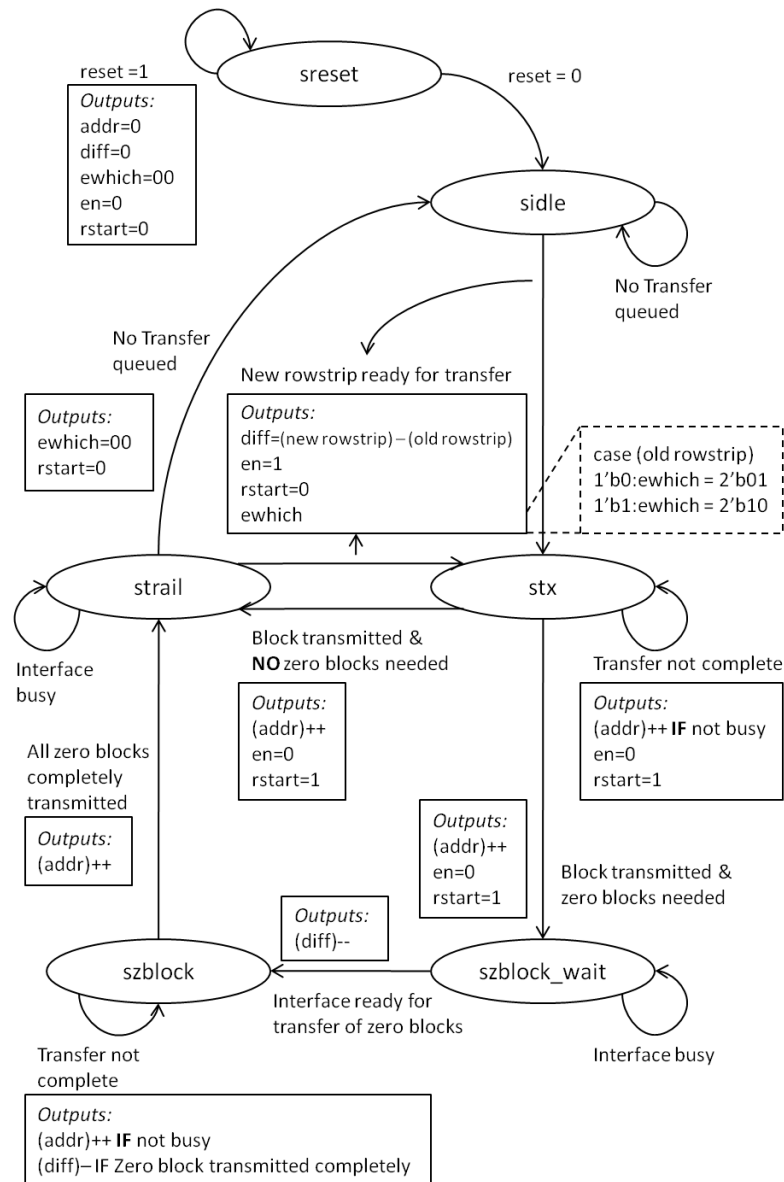 sreset
reset =1
reset = 0
Outputs:
addr=0
diff=0
ewhich=00
en=0
rstart=0
sidle
No Transfer
queued
No Transfer
queued
New rowstrip ready for transfer
Outputs:
ewhich=00
rstart=0
Outputs:
diff=(new rowstrip)–(old rowstrip)
en=1
rstart=0
ewhich
case (old rowstrip)
1’b0:ewhich = 2’b01
1’b1:ewhich = 2’b10
strail
stx
Interface
busy
Block transmitted &
NO zero blocks needed
Outputs:
(addr)++
en=0
rstart=1
Transfer not complete
Outputs:
(addr)++ IF not busy
en=0
rstart=1
All zero blocks
completely
transmitted
Outputs:
(addr)++
Outputs:
(addr)++
en=0
rstart=1
Block transmitted &
zero blocks needed
Outputs:
(diff)--
szblock
szblock_wait
Interface ready for
transfer of zero blocks
Interface busy
Transfer not
complete
Outputs:
(addr)++ IF not busy
(diff)– IF Zero block transmitted completely